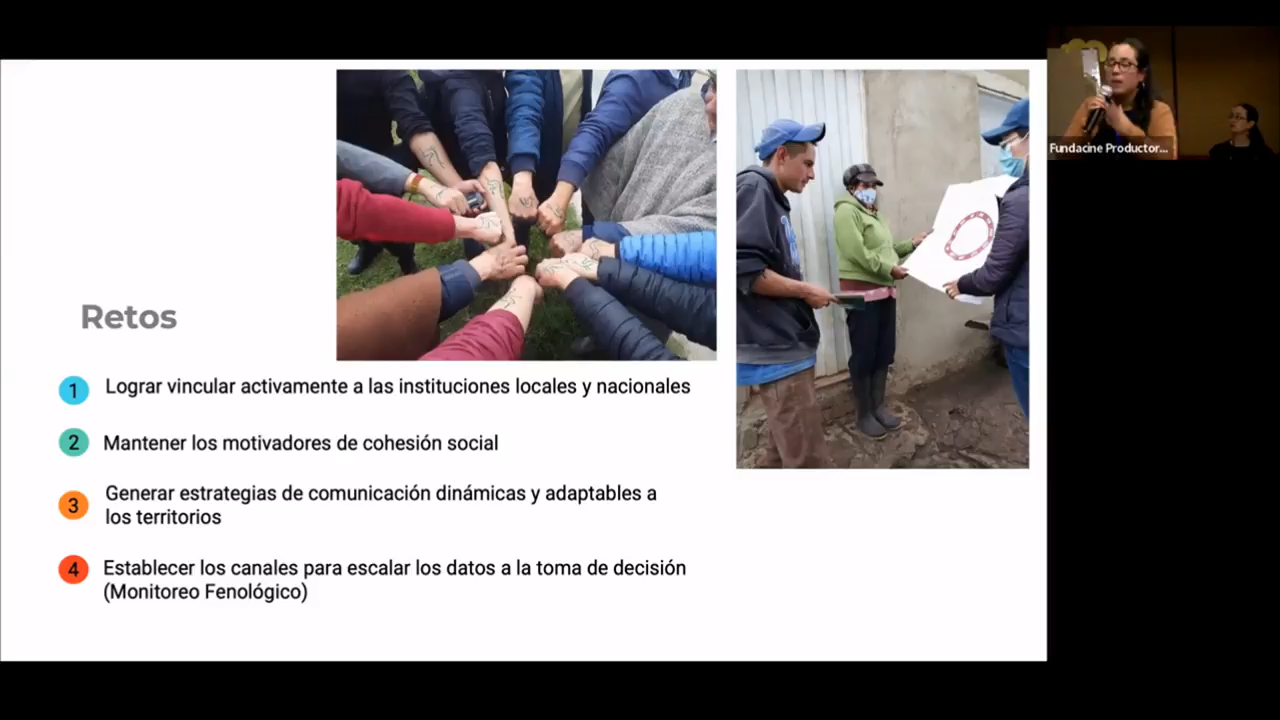 Fundacine Productor...
Retos
1 Lograr vincular activamente a las instituciones locales y nacionales
2 Mantener los motivadores de cohesión social
3 Generar estrategias de comunicación dinámicas y adaptables a
los territorios
4 Establecer los canales para escalar los datos a la toma de decisión
(Monitoreo Fenológico)